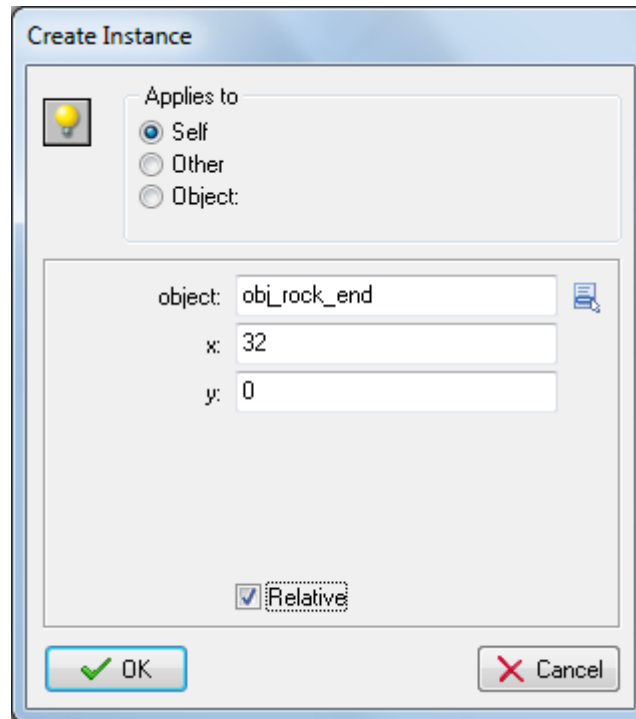 Create Instance
Applies to
Self
Other
Object:
object: obj_rock_end
x: 32
y: 0
Relative
OK Cancel